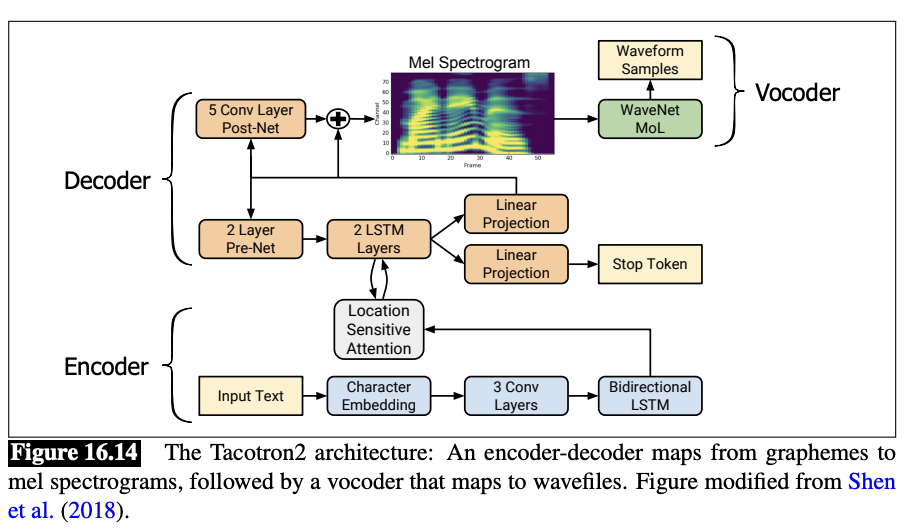 Mel Spectrogram
Waveform
Samples
Vocoder
5 Conv Layer
Post-Net
WaveNet
MoL
Channel
70
60
50
40
30
20
10
0
0
10
20
30
40
50
Frame
Decoder
Linear
Projection
2 Layer
Pre-Net
2 LSTM
Layers
Linear
Projection
Stop Token
Location
Sensitive
Attention
Encoder
Input Text
Character
Embedding
3 Conv
Layers
Bidirectional
LSTM
Figure 16.14 The Tacotron2 architecture: An encoder-decoder maps from graphemes to
mel spectrograms, followed by a vocoder that maps to wavefiles. Figure modified from Shen
et al. (2018).